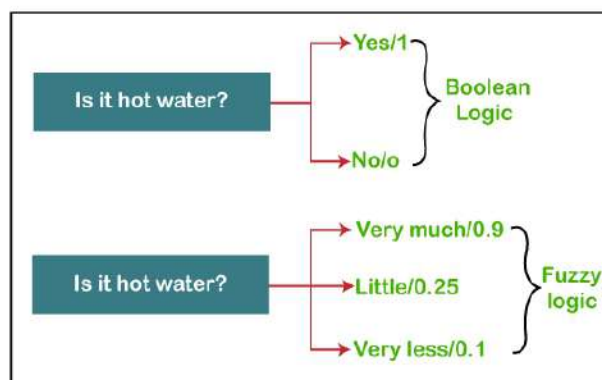 Is it hot water?
Yes/1
No/o
Boolean
Logic
Is it hot water?
Very much/0.9
Little/0.25
Very less/0.1
Fuzzy
logic